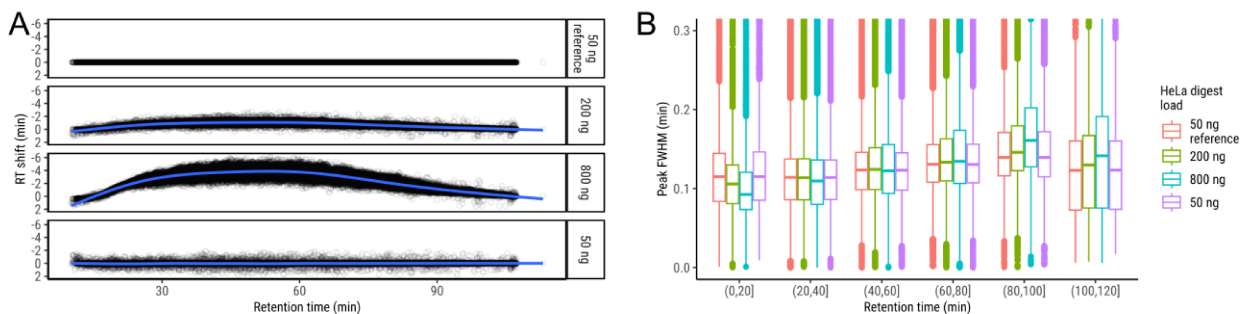 A
RT shift (min)
-6
-4
-2
0
2
50 ng
reference
-6
-4
-2
0
2
200 ng
-6
-4
-2
0
2
800 ng
-6
-4
-2
0
2
50 ng
30
60
90
Retention time (min)
B
Peak FWHM (min)
0.3
0.2
0.1
0.0
(0,20]
(20,40]
(40,60]
(60,80]
(80,100]
(100,120]
Retention time (min)
HeLa digest
load
50 ng
reference
200 ng
800 ng
50 ng